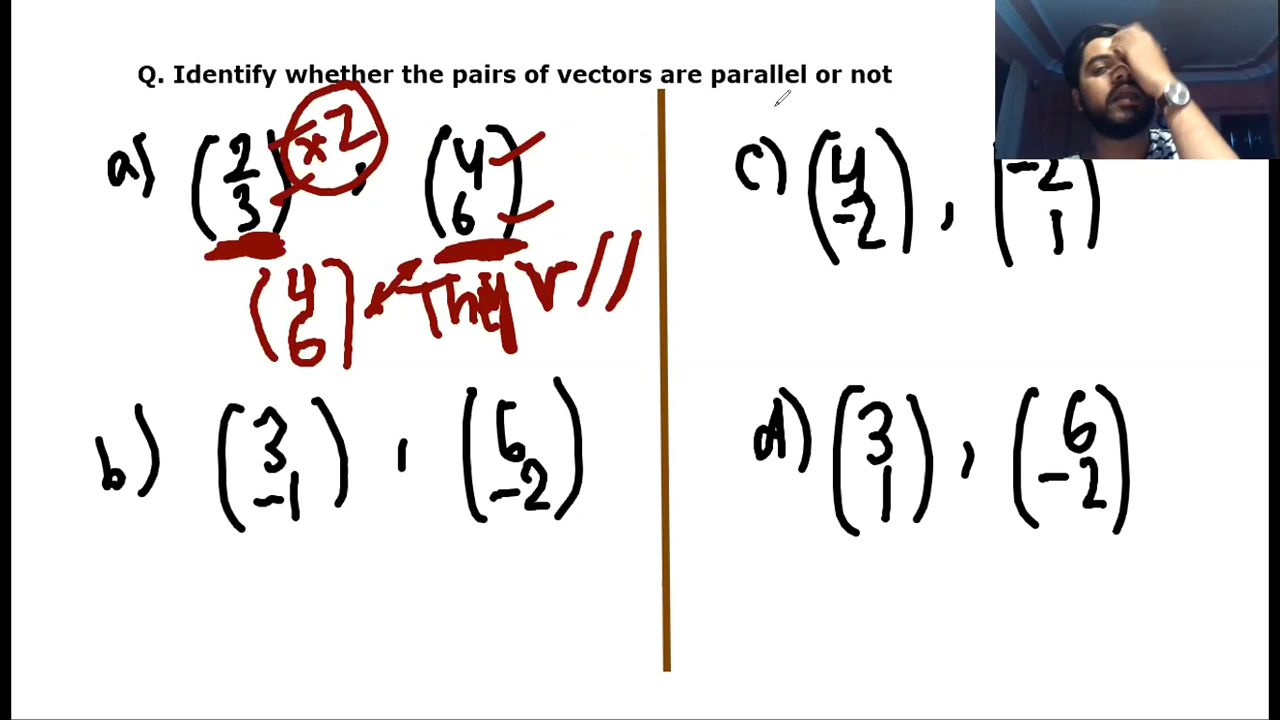 Q. Identify whether the pairs of vectors are parallel or not
a) (2 3) ×2 , (4 6)
(4 6) They r //
b) (3 -1) , (6 -2)
c) (4 -2) , (-2 1)
d) (3 1) , (6 -2)